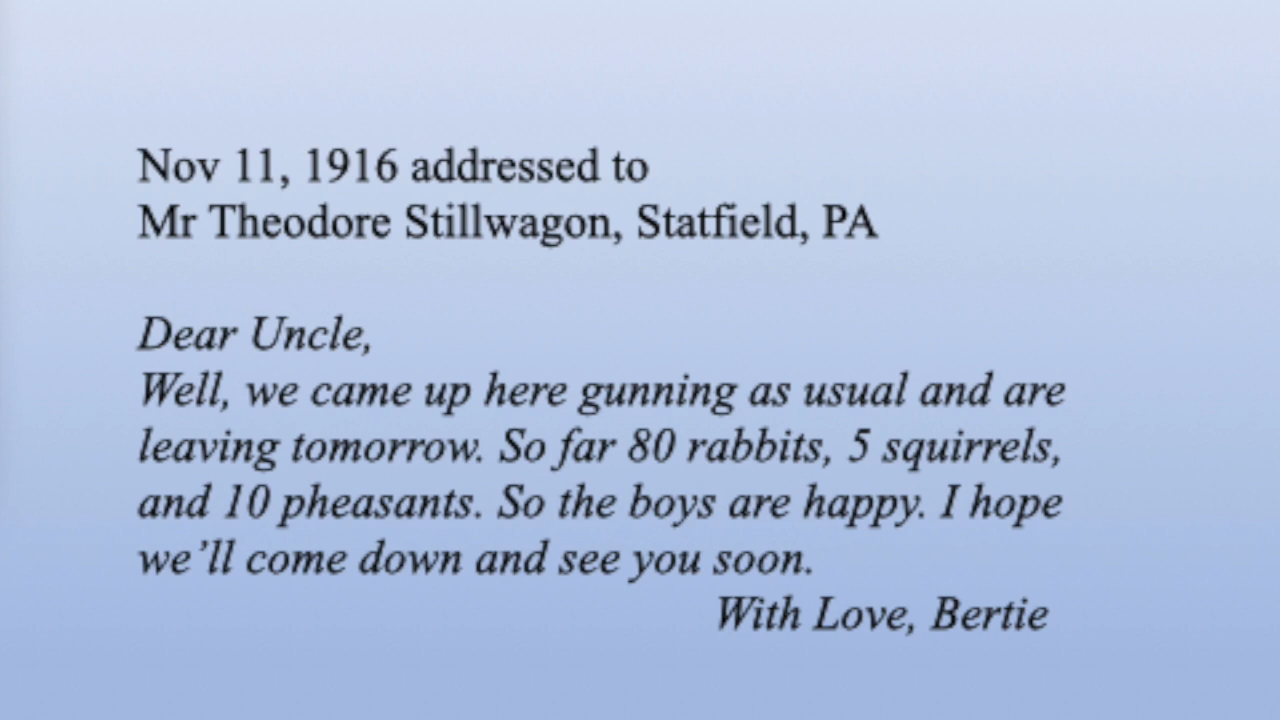 Nov 11, 1916 addressed to
Mr Theodore Stillwagon, Statfield, PA
Dear Uncle,
Well, we came up here gunning as usual and are
leaving tomorrow. So far 80 rabbits, 5 squirrels,
and 10 pheasants. So the boys are happy. I hope
we’ll come down and see you soon.
With Love, Bertie